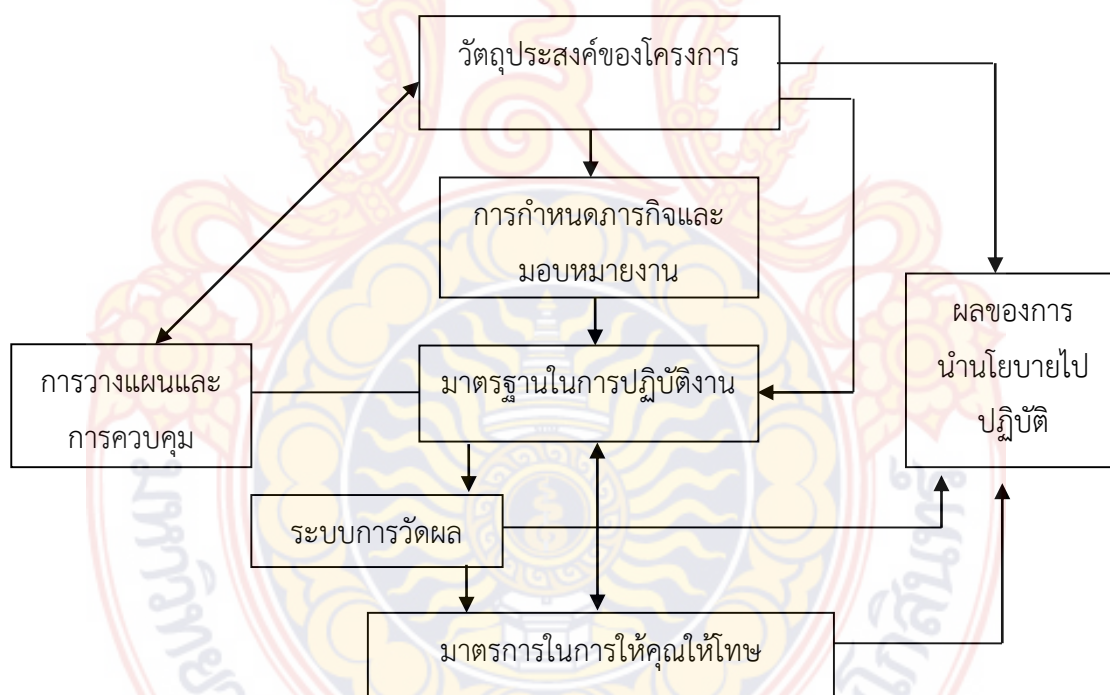 วัตถุประสงค์ของโครงการ
การกำหนดภารกิจและ
มอบหมายงาน
ผลของการ
นำนโยบายไป
ปฏิบัติ
การวางแผนและ
การควบคุม
มาตรฐานในการปฏิบัติงาน
ระบบการวัดผล
มาตรการในการให้คุณให้โทษ